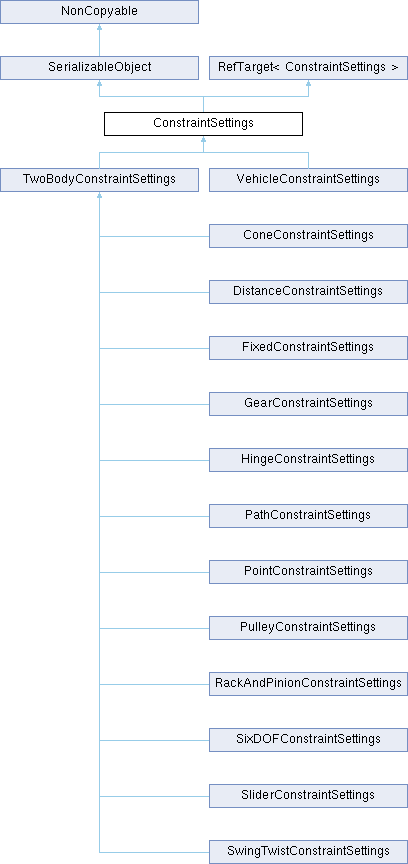 NonCopyable
SerializableObject
RefTarget< ConstraintSettings >
ConstraintSettings
TwoBodyConstraintSettings
VehicleConstraintSettings
ConeConstraintSettings
DistanceConstraintSettings
FixedConstraintSettings
GearConstraintSettings
HingeConstraintSettings
PathConstraintSettings
PointConstraintSettings
PulleyConstraintSettings
RackAndPinionConstraintSettings
SixDOFConstraintSettings
SliderConstraintSettings
SwingTwistConstraintSettings